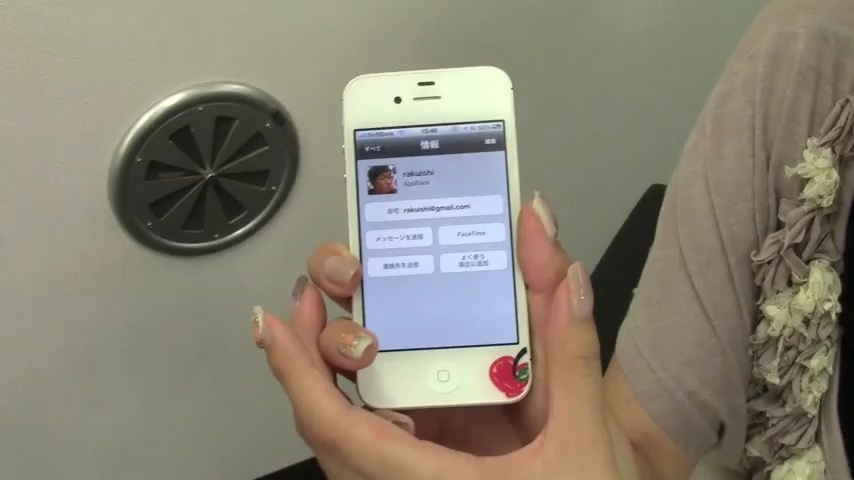 SoftBank 15:48 52%
すべて 情報 編集
rakuishi
AppBank
自宅 rakuishi@gmail.com
メッセージを送信 FaceTime
連絡先を送信 よく使う
項目に追加